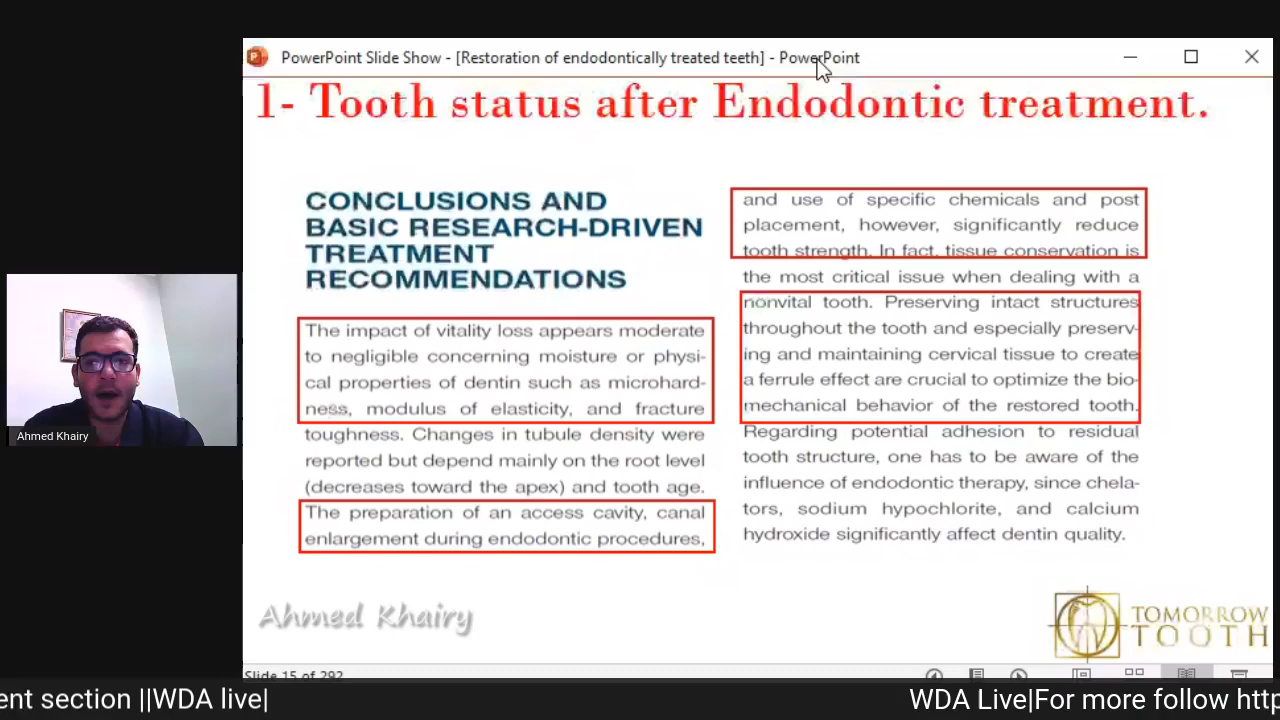 PowerPoint Slide Show - [Restoration of endodontically treated teeth] - PowerPoint
1- Tooth status after Endodontic treatment.
CONCLUSIONS AND
BASIC RESEARCH-DRIVEN
TREATMENT
RECOMMENDATIONS
The impact of vitality loss appears moderate
to negligible concerning moisture or physi-
cal properties of dentin such as microhard-
ness, modulus of elasticity, and fracture
toughness. Changes in tubule density were
reported but depend mainly on the root level
(decreases toward the apex) and tooth age.
The preparation of an access cavity, canal
enlargement during endodontic procedures,
and use of specific chemicals and post
placement, however, significantly reduce
tooth strength. In fact, tissue conservation is
the most critical issue when dealing with a
nonvital tooth. Preserving intact structures
throughout the tooth and especially preserv-
ing and maintaining cervical tissue to create
a ferrule effect are crucial to optimize the bio-
mechanical behavior of the restored tooth.
Regarding potential adhesion to residual
tooth structure, one has to be aware of the
influence of endodontic therapy, since chela-
tors, sodium hypochlorite, and calcium
hydroxide significantly affect dentin quality.
Ahmed Khairy
Ahmed Khairy
TOMORROW
TOOTH
Slide 15 of 292
ent section ||WDA live|
WDA Live|For more follow http